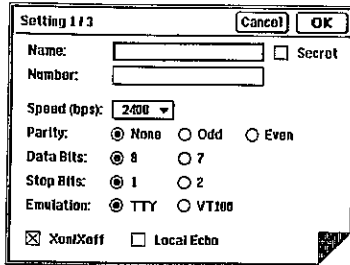 Setting 1/3 Cancel OK
Name: Secret
Number:
Speed (bps): 2400
Parity: None Odd Even
Data Bits: 8 7
Stop Bits: 1 2
Emulation: TTY VT100
Xon/Xoff Local Echo